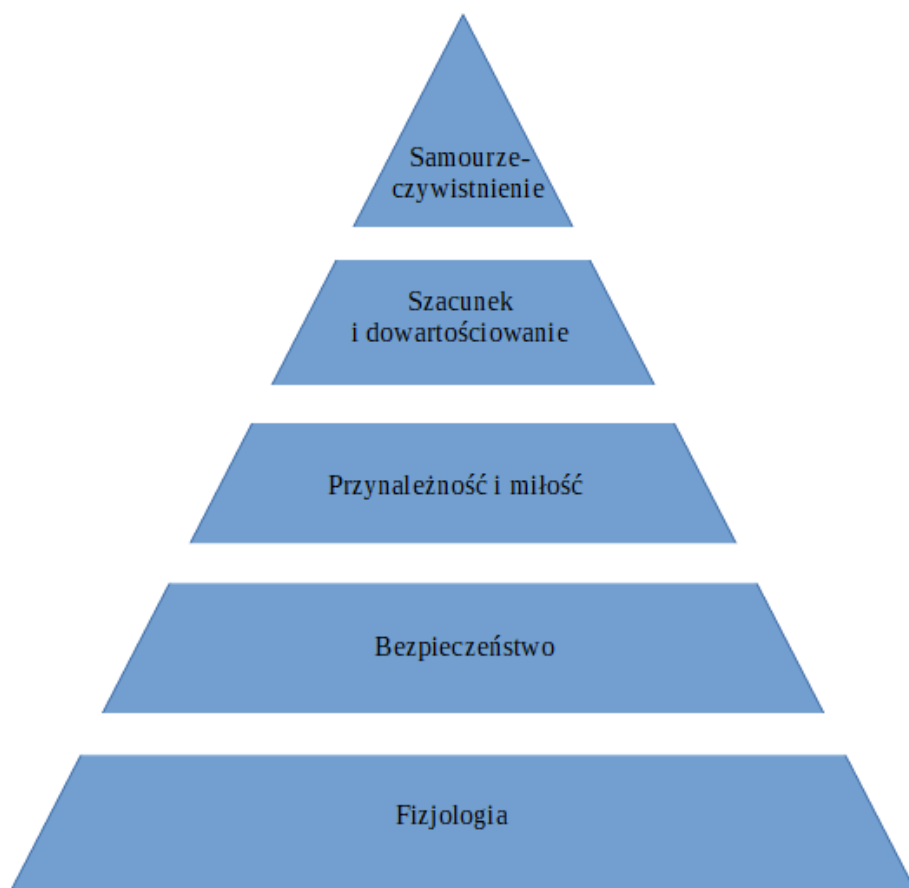 Samourze-
czywistnienie
Szacunek
i dowartościowanie
Przynależność i miłość
Bezpieczeństwo
Fizjologia